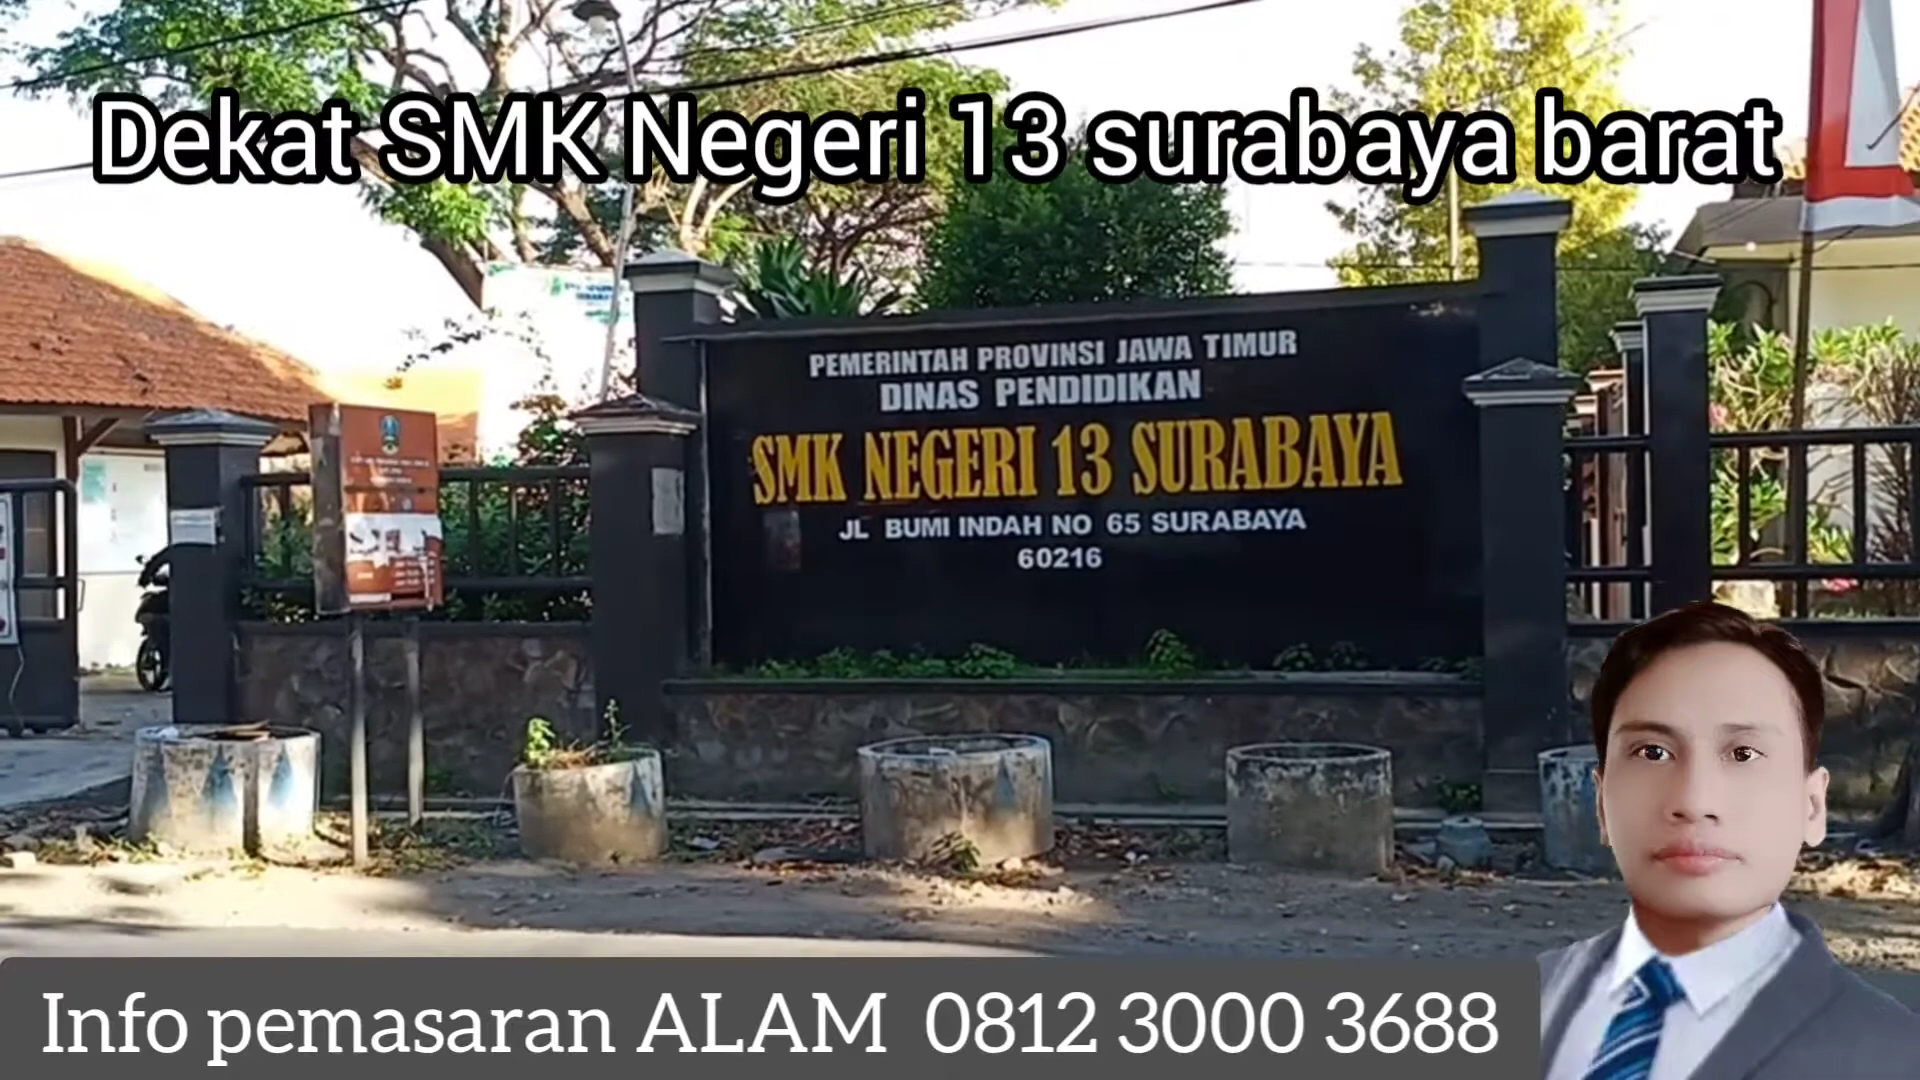 Dekat SMK Negeri 13 surabaya barat
PEMERINTAH PROVINSI JAWA TIMUR
DINAS PENDIDIKAN
SMK NEGERI 13 SURABAYA
JL BUMI INDAH NO 65 SURABAYA
60216
Info pemasaran ALAM 0812 3000 3688